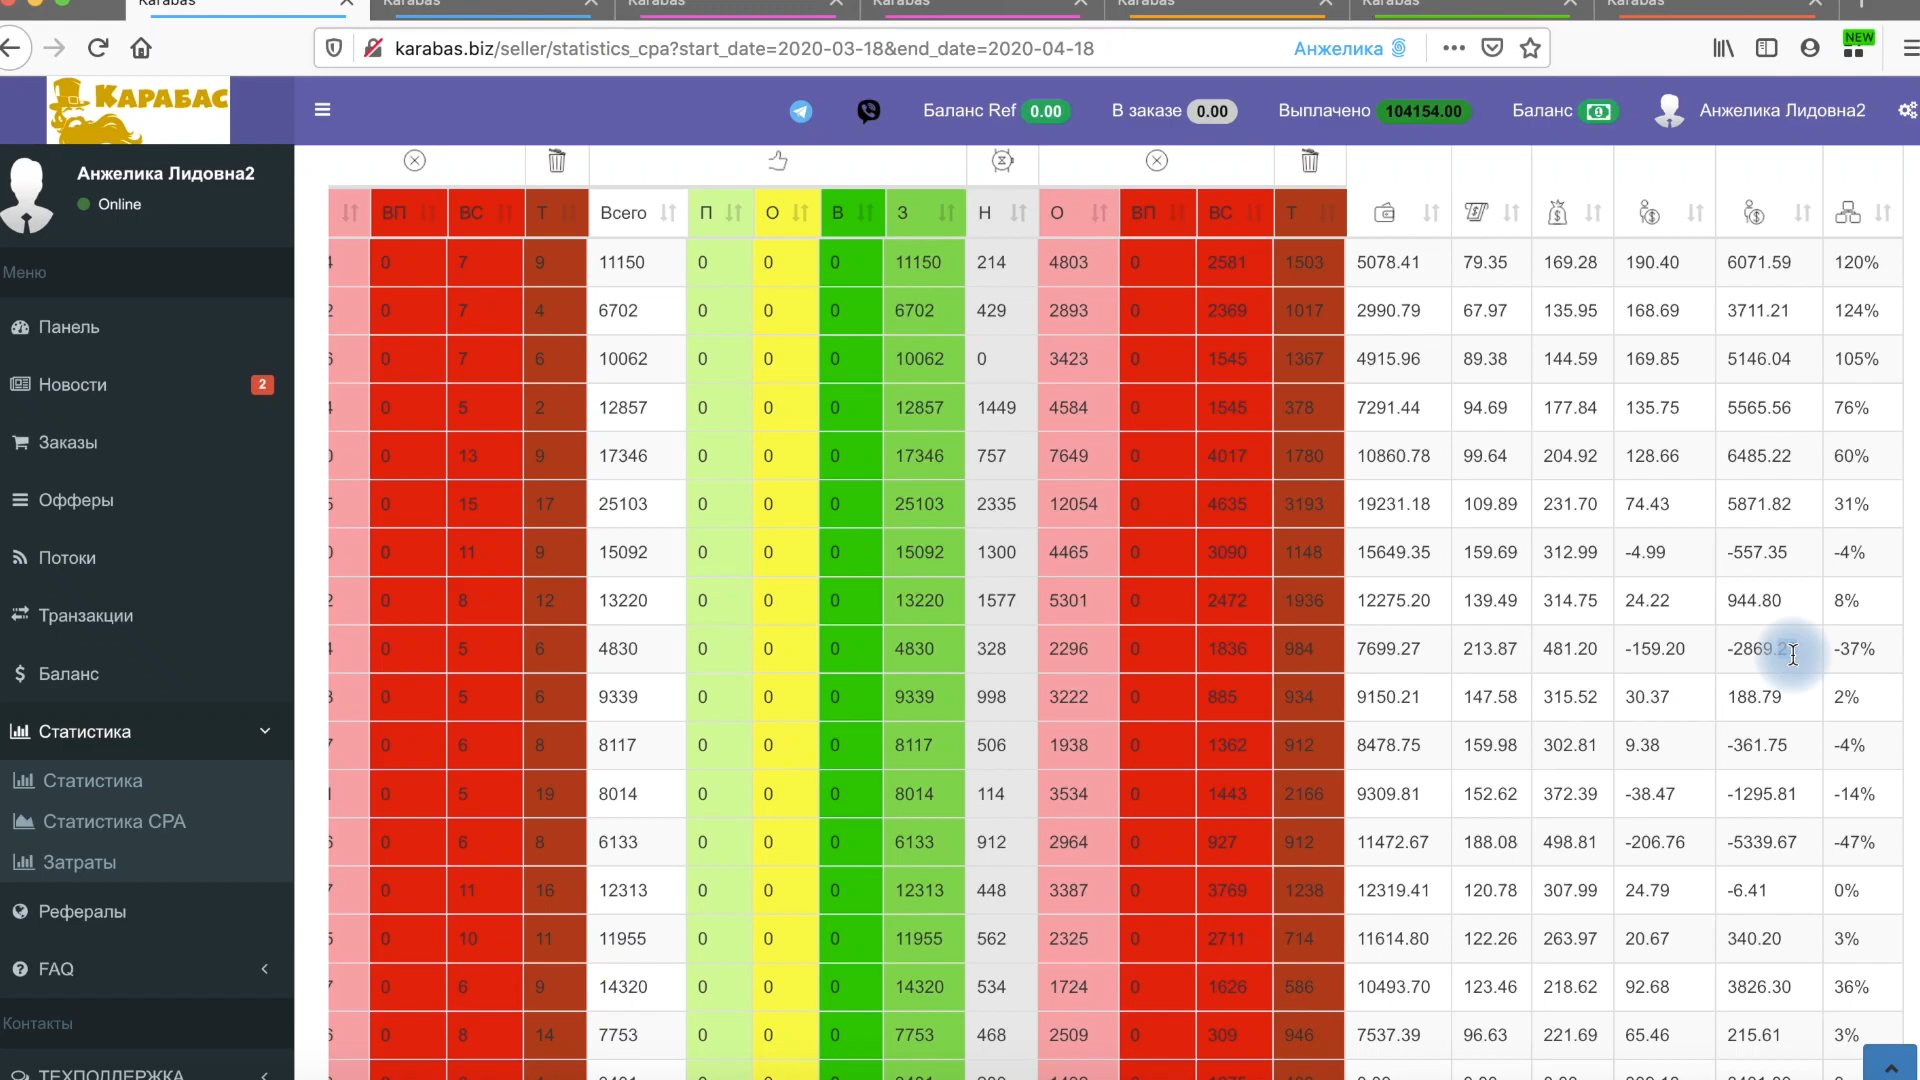 Karabas Karabas Karabas Karabas Karabas Karabas Karabas
karabas.biz/seller/statistics_cpa?start_date=2020-03-18&end_date=2020-04-18 Анжелика NEW
КАРАБАС
Баланс Ref 0.00 В заказе 0.00 Выплачено 104154.00 Баланс Анжелика Лидовна2
Анжелика Лидовна2
Online
Меню
Панель
Новости 2
Заказы
Офферы
Потоки
Транзакции
Баланс
Статистика
Статистика
Статистика CPA
Затраты
Рефералы
FAQ
Контакты
ТЕХПОДДЕРЖКА
ВП ВС Т Всего П О В З Н О ВП ВС Т
0 7 9 11150 0 0 0 11150 214 4803 0 2581 1503 5078.41 79.35 169.28 190.40 6071.59 120%
0 7 4 6702 0 0 0 6702 429 2893 0 2369 1017 2990.79 67.97 135.95 168.69 3711.21 124%
0 7 6 10062 0 0 0 10062 0 3423 0 1545 1367 4915.96 89.38 144.59 169.85 5146.04 105%
0 5 2 12857 0 0 0 12857 1449 4584 0 1545 378 7291.44 94.69 177.84 135.75 5565.56 76%
0 13 9 17346 0 0 0 17346 757 7649 0 4017 1780 10860.78 99.64 204.92 128.66 6485.22 60%
0 15 17 25103 0 0 0 25103 2335 12054 0 4635 3193 19231.18 109.89 231.70 74.43 5871.82 31%
0 11 9 15092 0 0 0 15092 1300 4465 0 3090 1148 15649.35 159.69 312.99 -4.99 -557.35 -4%
0 8 12 13220 0 0 0 13220 1577 5301 0 2472 1936 12275.20 139.49 314.75 24.22 944.80 8%
0 5 6 4830 0 0 0 4830 328 2296 0 1836 984 7699.27 213.87 481.20 -159.20 -37%
0 5 6 9339 0 0 0 9339 998 3222 0 885 934 9150.21 147.58 315.52 30.37 188.79 2%
0 6 8 8117 0 0 0 8117 506 1938 0 1362 912 8478.75 159.98 302.81 9.38 -361.75 -4%
0 5 19 8014 0 0 0 8014 114 3534 0 1443 2166 9309.81 152.62 372.39 -38.47 -1295.81 -14%
0 6 8 6133 0 0 0 6133 912 2964 0 927 912 11472.67 188.08 498.81 -206.76 -5339.67 -47%
0 11 16 12313 0 0 0 12313 448 3387 0 3769 1238 12319.41 120.78 307.99 24.79 -6.41 0%
0 10 11 11955 0 0 0 11955 562 2325 0 2711 714 11614.80 122.26 263.97 20.67 340.20 3%
0 6 9 14320 0 0 0 14320 534 1724 0 1626 586 10493.70 123.46 218.62 92.68 3826.30 36%
0 8 14 7753 0 0 0 7753 468 2509 0 309 946 7537.39 96.63 221.69 65.46 215.61 3%